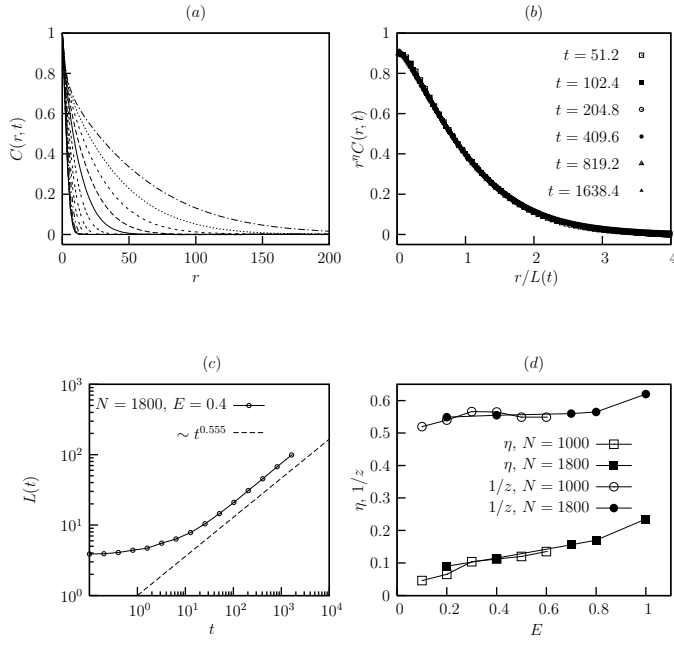 (a)
1
0.8
0.6
0.4
0.2
0
C(r, t)
0 50 100 150 200
r
(b)
1
0.8
0.6
0.4
0.2
0
r^η C(r, t)
t = 51.2
t = 102.4
t = 204.8
t = 409.6
t = 819.2
t = 1638.4
0 1 2 3 4
r/L(t)
(c)
10^3
10^2
10^1
10^0
L(t)
N = 1800, E = 0.4
∼ t^0.555
10^0 10^1 10^2 10^3 10^4
t
(d)
0.6
0.5
0.4
0.3
0.2
0.1
0
η, 1/z
η, N = 1000
η, N = 1800
1/z, N = 1000
1/z, N = 1800
0 0.2 0.4 0.6 0.8 1
E